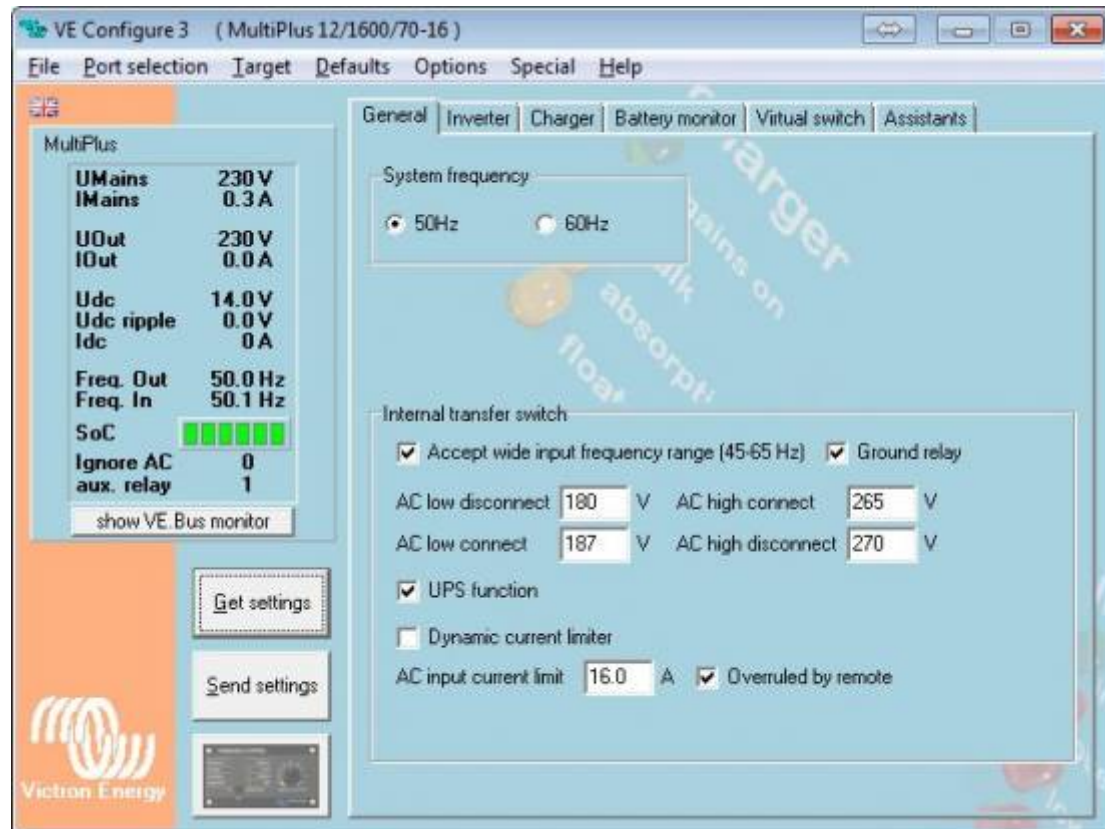 VE Configure 3 ( MultiPlus 12/1600/70-16 )
File Port selection Target Defaults Options Special Help
MultiPlus
UMains 230 V
IMains 0.3 A
UOut 230 V
IOut 0.0 A
Udc 14.0 V
Udc ripple 0.0 V
Idc 0 A
Freq. Out 50.0 Hz
Freq. In 50.1 Hz
SoC
Ignore AC 0
aux. relay 1
show VE.Bus monitor
Get settings
Send settings
Victron Energy
General Inverter Charger Battery monitor Virtual switch Assistants
System frequency
50Hz 60Hz
Charger
mains on
bulk
absorpti
float
Internal transfer switch
Accept wide input frequency range (45-65 Hz) Ground relay
AC low disconnect 180 V AC high connect 265 V
AC low connect 187 V AC high disconnect 270 V
UPS function
Dynamic current limiter
AC input current limit 16.0 A Overruled by remote